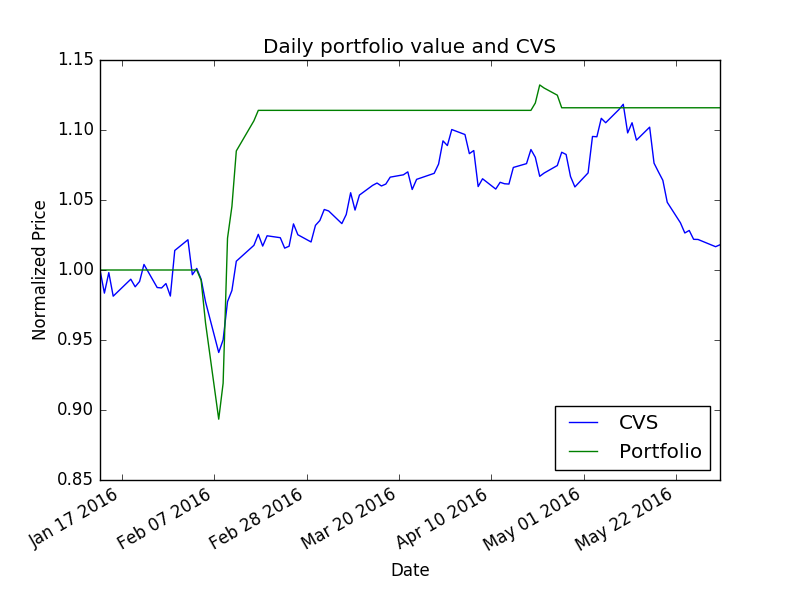 Daily portfolio value and CVS
1.15
1.10
1.05
1.00
0.95
0.90
0.85
Normalized Price
CVS
Portfolio
Jan 17 2016
Feb 07 2016
Feb 28 2016
Mar 20 2016
Apr 10 2016
May 01 2016
May 22 2016
Date